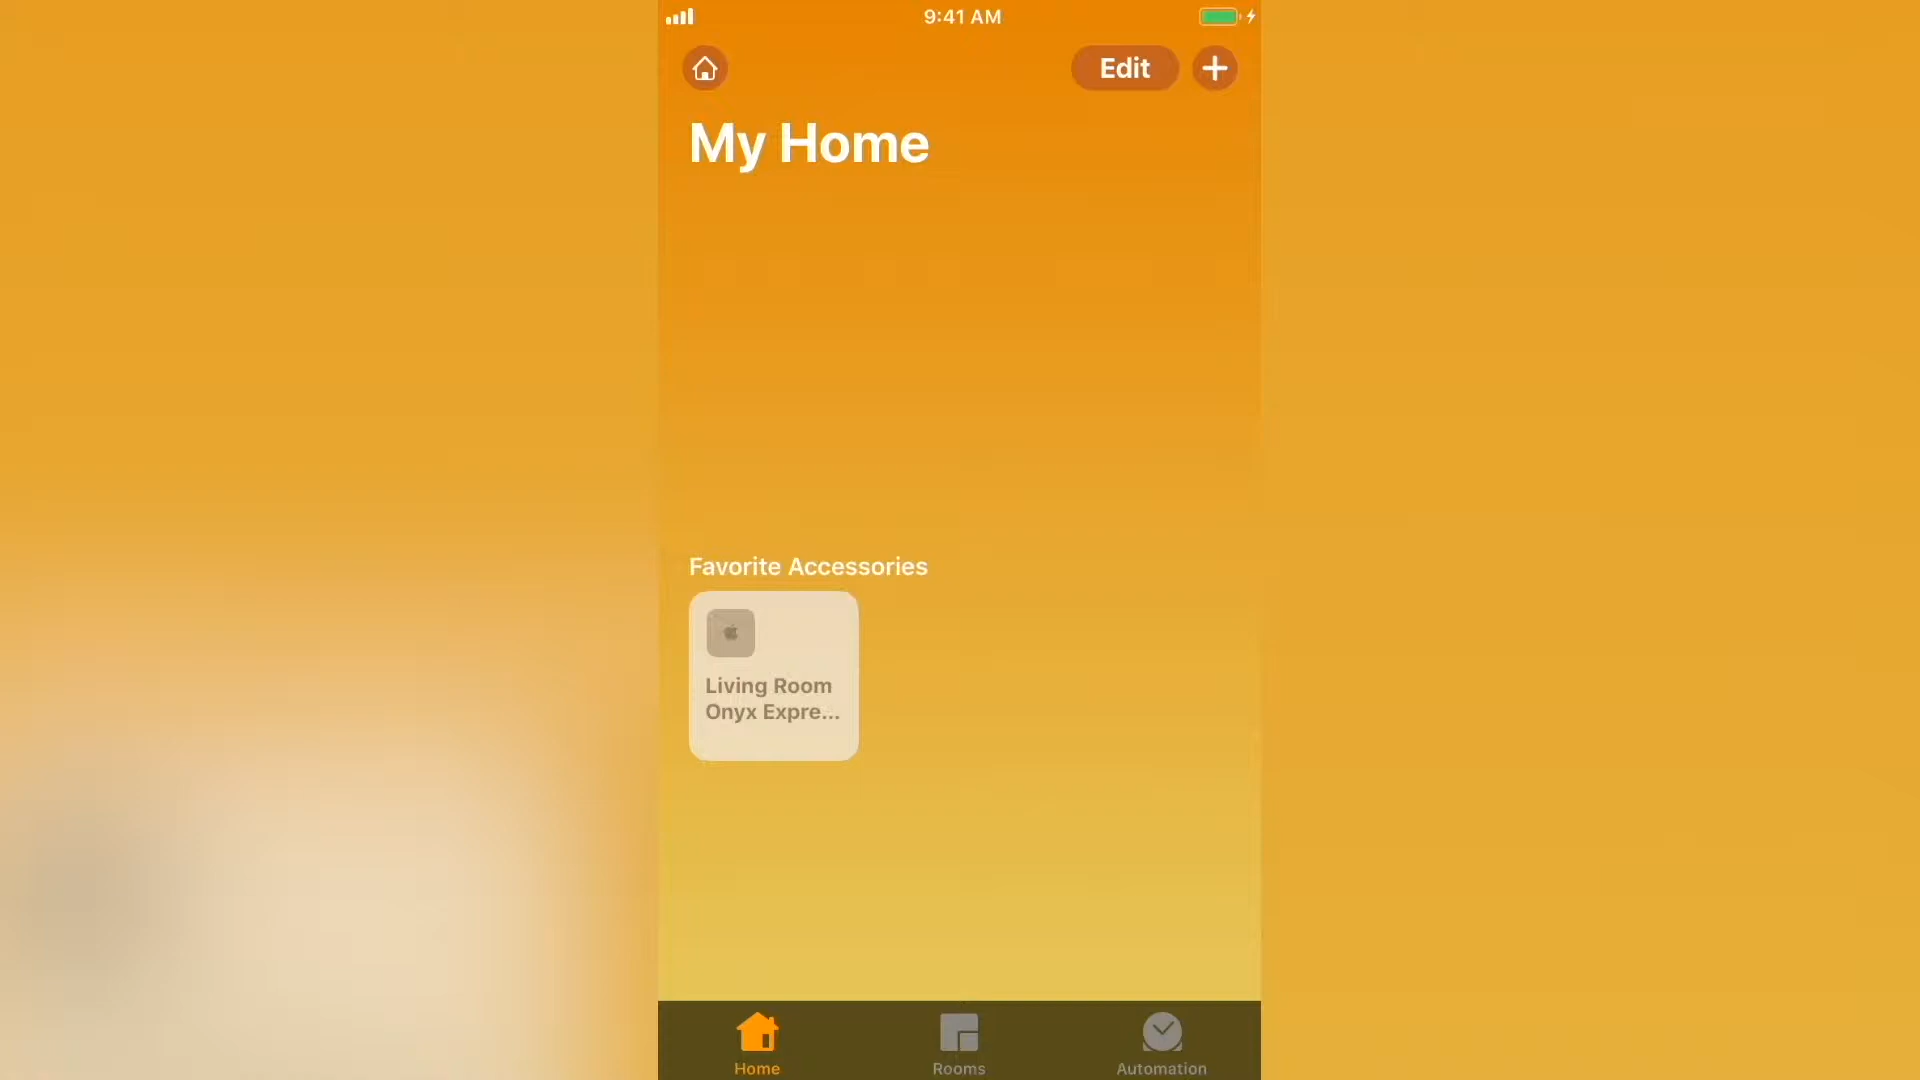 9:41 AM
Edit
My Home
Favorite Accessories
Living Room
Onyx Expre...
Home
Rooms
Automation